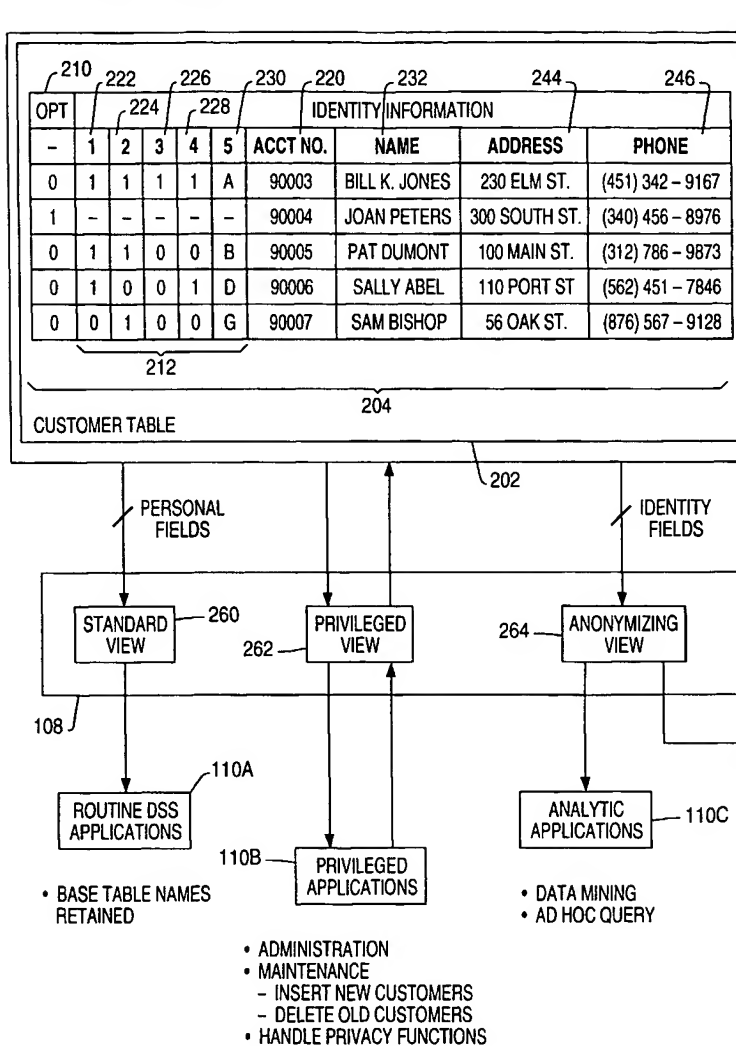 210 222 226 230 220 232 244 246
OPT 224 228 IDENTITY INFORMATION
– 1 2 3 4 5 ACCT NO. NAME ADDRESS PHONE
0 1 1 1 1 A 90003 BILL K. JONES 230 ELM ST. (451) 342 – 9167
1 – – – – – 90004 JOAN PETERS 300 SOUTH ST. (340) 456 – 8976
0 1 1 0 0 B 90005 PAT DUMONT 100 MAIN ST. (312) 786 – 9873
0 1 0 0 1 D 90006 SALLY ABEL 110 PORT ST (562) 451 – 7846
0 0 1 0 0 G 90007 SAM BISHOP 56 OAK ST. (876) 567 – 9128
212
204
CUSTOMER TABLE
202
PERSONAL
FIELDS
IDENTITY
FIELDS
STANDARD
VIEW
260
PRIVILEGED
VIEW
262
ANONYMIZING
VIEW
264
108
110A
ROUTINE DSS
APPLICATIONS
• BASE TABLE NAMES
RETAINED
110B
PRIVILEGED
APPLICATIONS
• ADMINISTRATION
• MAINTENANCE
– INSERT NEW CUSTOMERS
– DELETE OLD CUSTOMERS
• HANDLE PRIVACY FUNCTIONS
ANALYTIC
APPLICATIONS
110C
• DATA MINING
• AD HOC QUERY